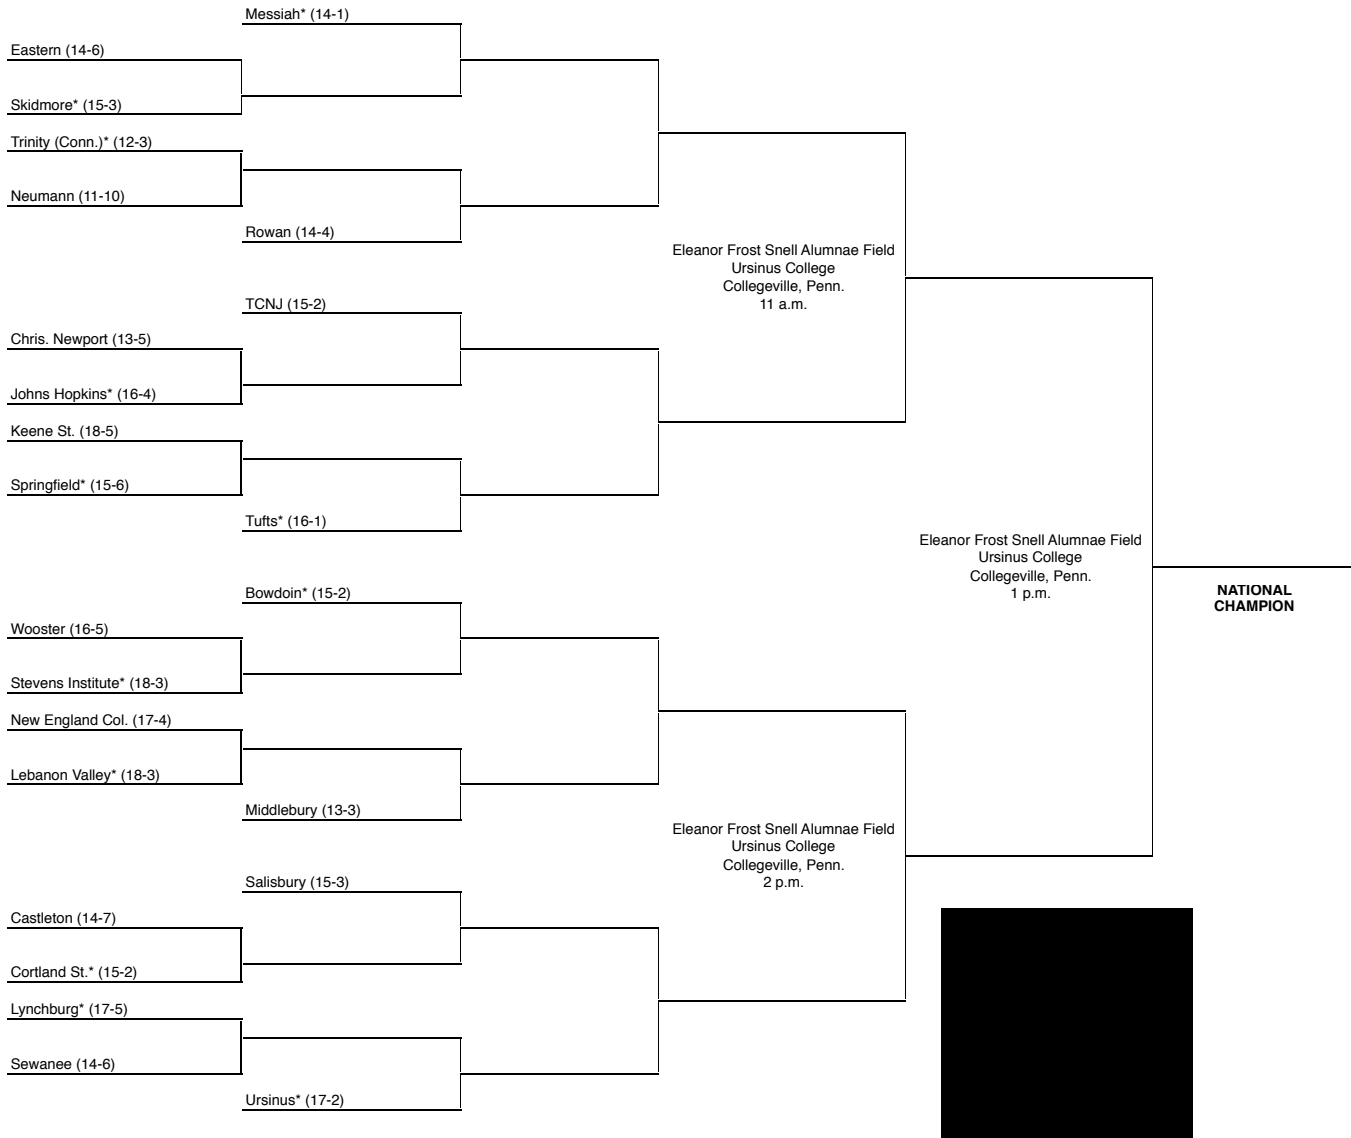 Messiah* (14-1)
Eastern (14-6)
Skidmore* (15-3)
Trinity (Conn.)* (12-3)
Neumann (11-10)
Rowan (14-4)
Eleanor Frost Snell Alumnae Field
Ursinus College
Collegeville, Penn.
11 a.m.
TCNJ (15-2)
Chris. Newport (13-5)
Johns Hopkins* (16-4)
Keene St. (18-5)
Springfield* (15-6)
Tufts* (16-1)
Eleanor Frost Snell Alumnae Field
Ursinus College
Collegeville, Penn.
1 p.m.
NATIONAL
CHAMPION
Bowdoin* (15-2)
Wooster (16-5)
Stevens Institute* (18-3)
New England Col. (17-4)
Lebanon Valley* (18-3)
Middlebury (13-3)
Eleanor Frost Snell Alumnae Field
Ursinus College
Collegeville, Penn.
2 p.m.
Salisbury (15-3)
Castleton (14-7)
Cortland St.* (15-2)
Lynchburg* (17-5)
Sewanee (14-6)
Ursinus* (17-2)